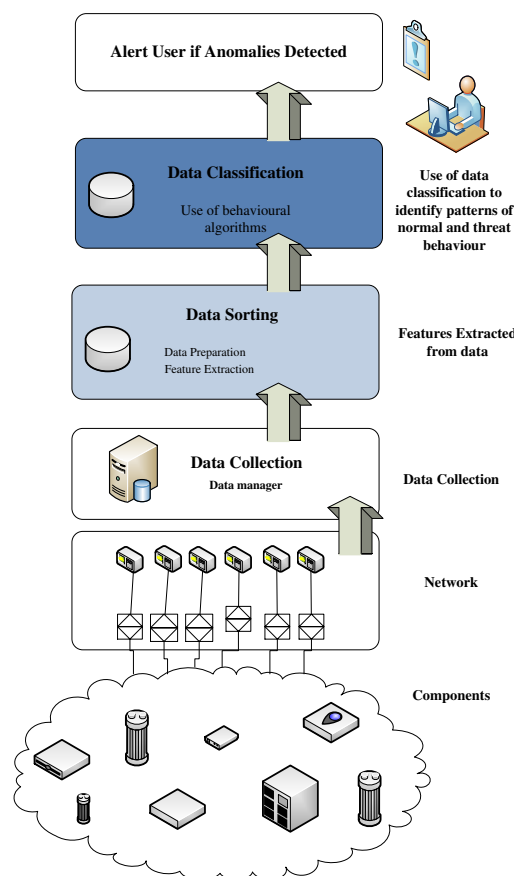 Alert User if Anomalies Detected
Data Classification
Use of behavioural
algorithms
Use of data
classification to
identify patterns of
normal and threat
behaviour
Data Sorting
Data Preparation
Feature Extraction
Features Extracted
from data
Data Collection
Data manager
Data Collection
Network
Components